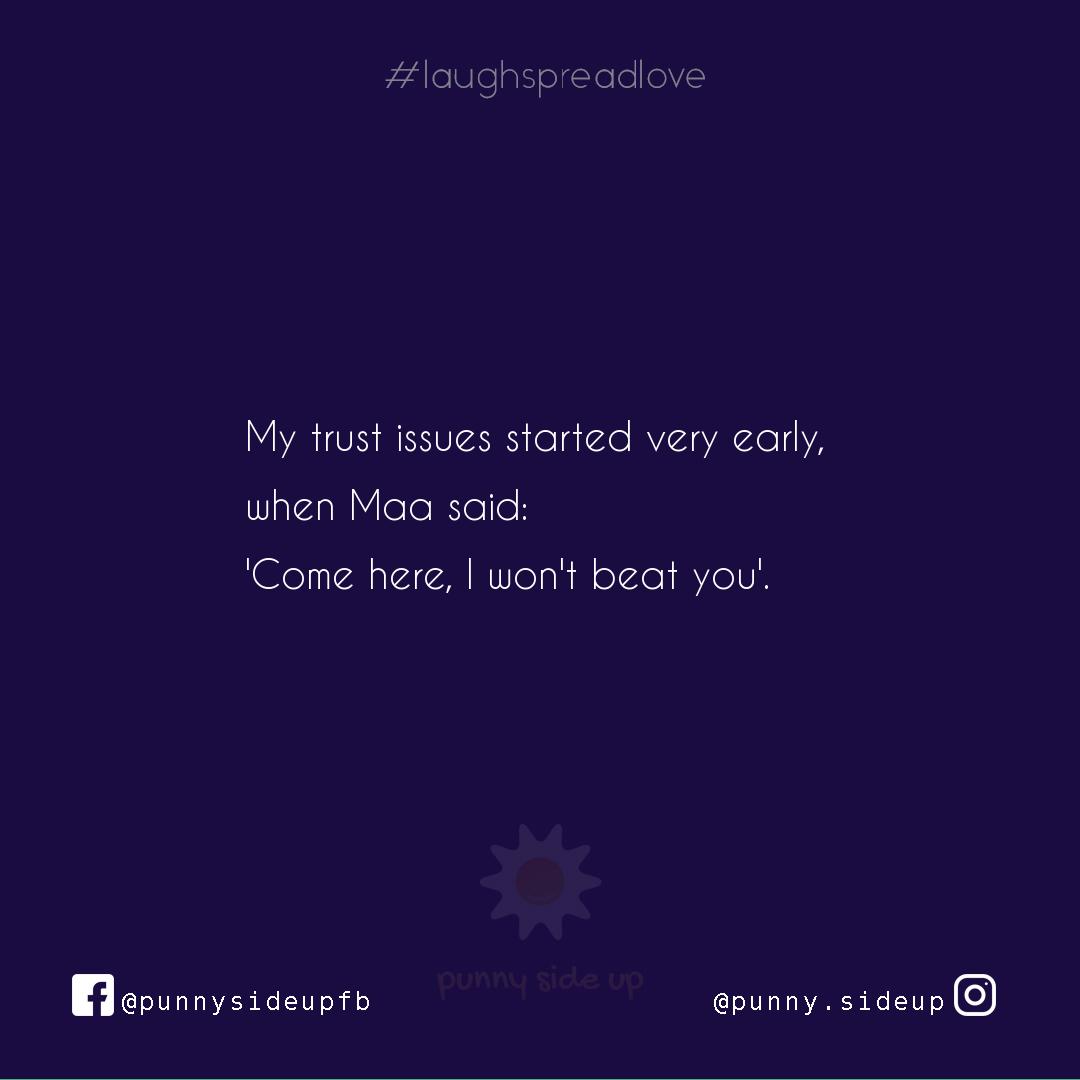 #laughspreadlove
My trust issues started very early,
when Maa said:
'Come here, I won't beat you'.
punny side up
@punnysideupfb
@punny.sideup